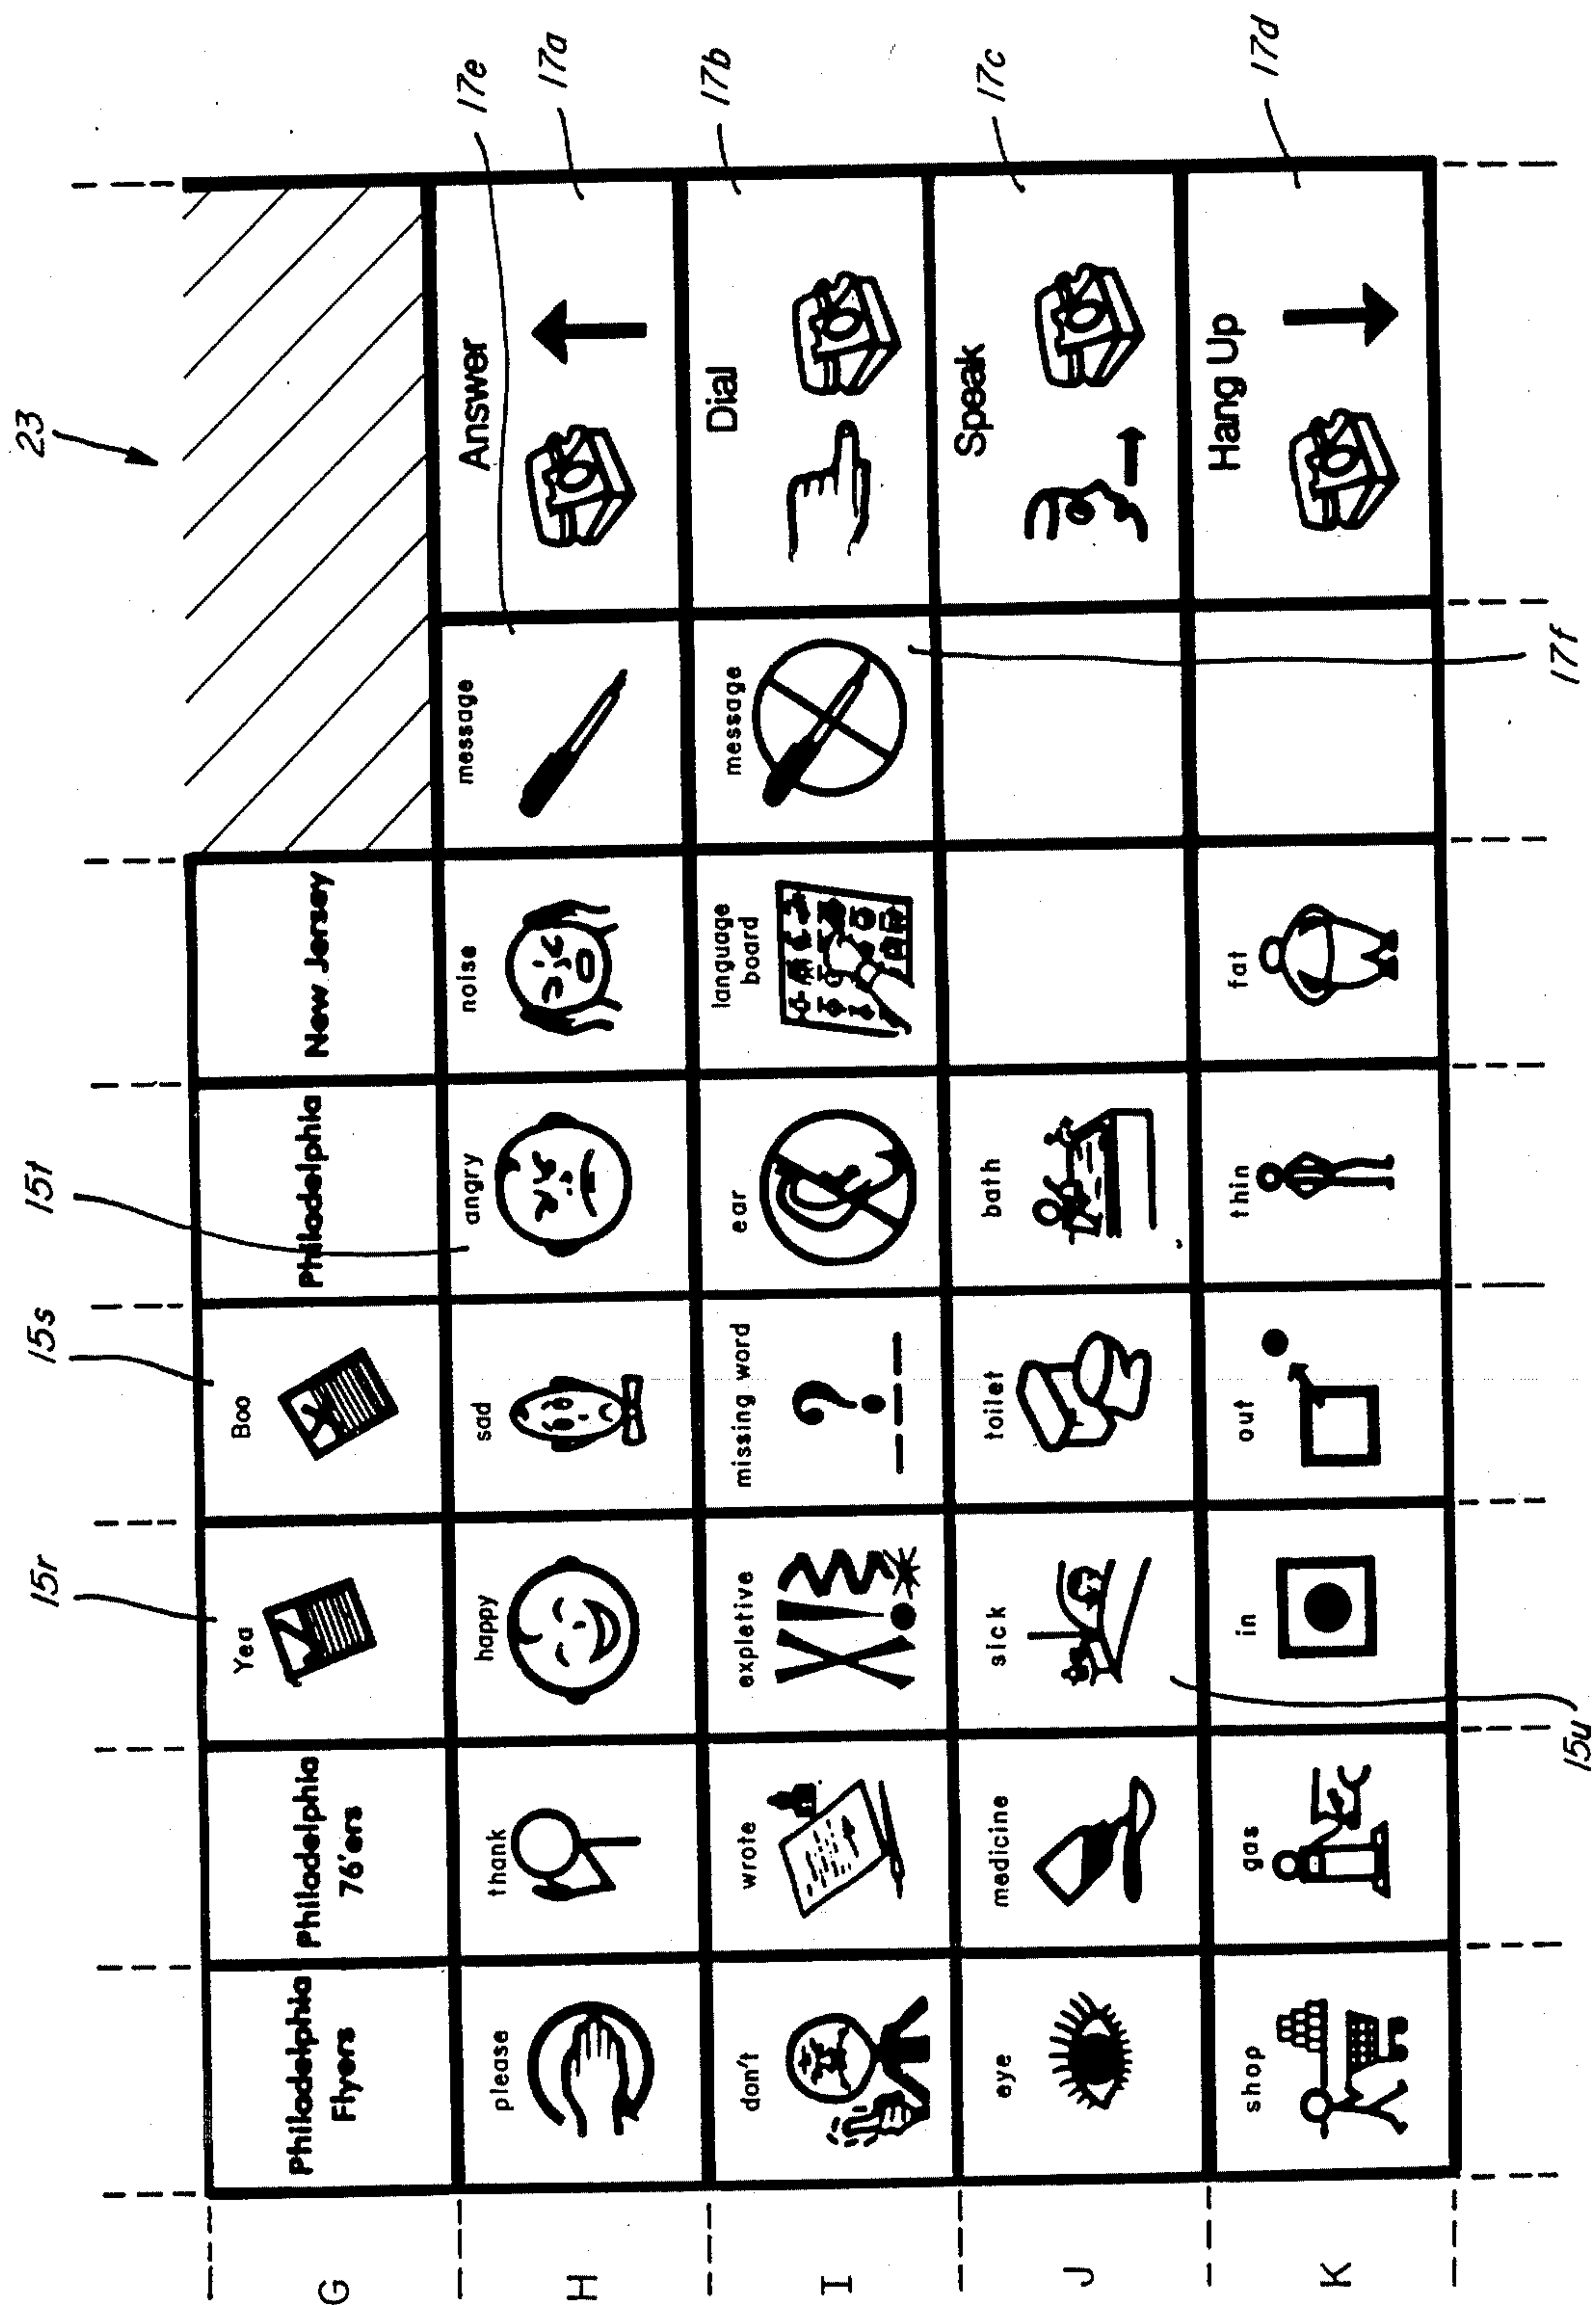 23
17e
17a
17b
17c
17d
15t
15s
15r
G
Philadelphia
Flyers
Philadelphia
76'ers
Yea
Boo
Philadelphia
New Jersey
H
please
thank
happy
sad
angry
noise
message
Answer
I
don't
wrote
expletive
missing word
ear
language
board
message
Dial
J
eye
medicine
sick
toilet
bath
Speak
K
shop
gas
in
out
thin
fat
Hang Up
15u
17f